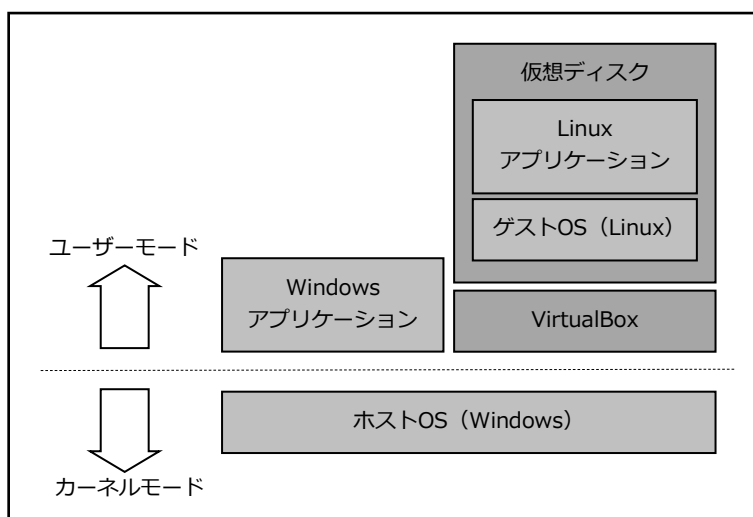 仮想ディスク
Linux
アプリケーション
ゲストOS（Linux）
ユーザーモード
Windows
アプリケーション
VirtualBox
ホストOS（Windows）
カーネルモード